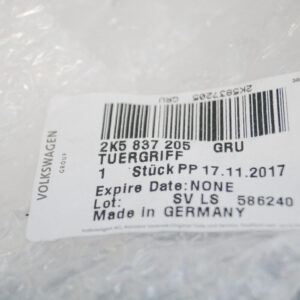 2K5837205 GRU
VOLKSWAGEN
GROUP
2K5 837 205 GRU
TUERGRIFF
1 Stück PP 17.11.2017
Expire Date: NONE
Lot: SV LS 586240
Made in GERMANY